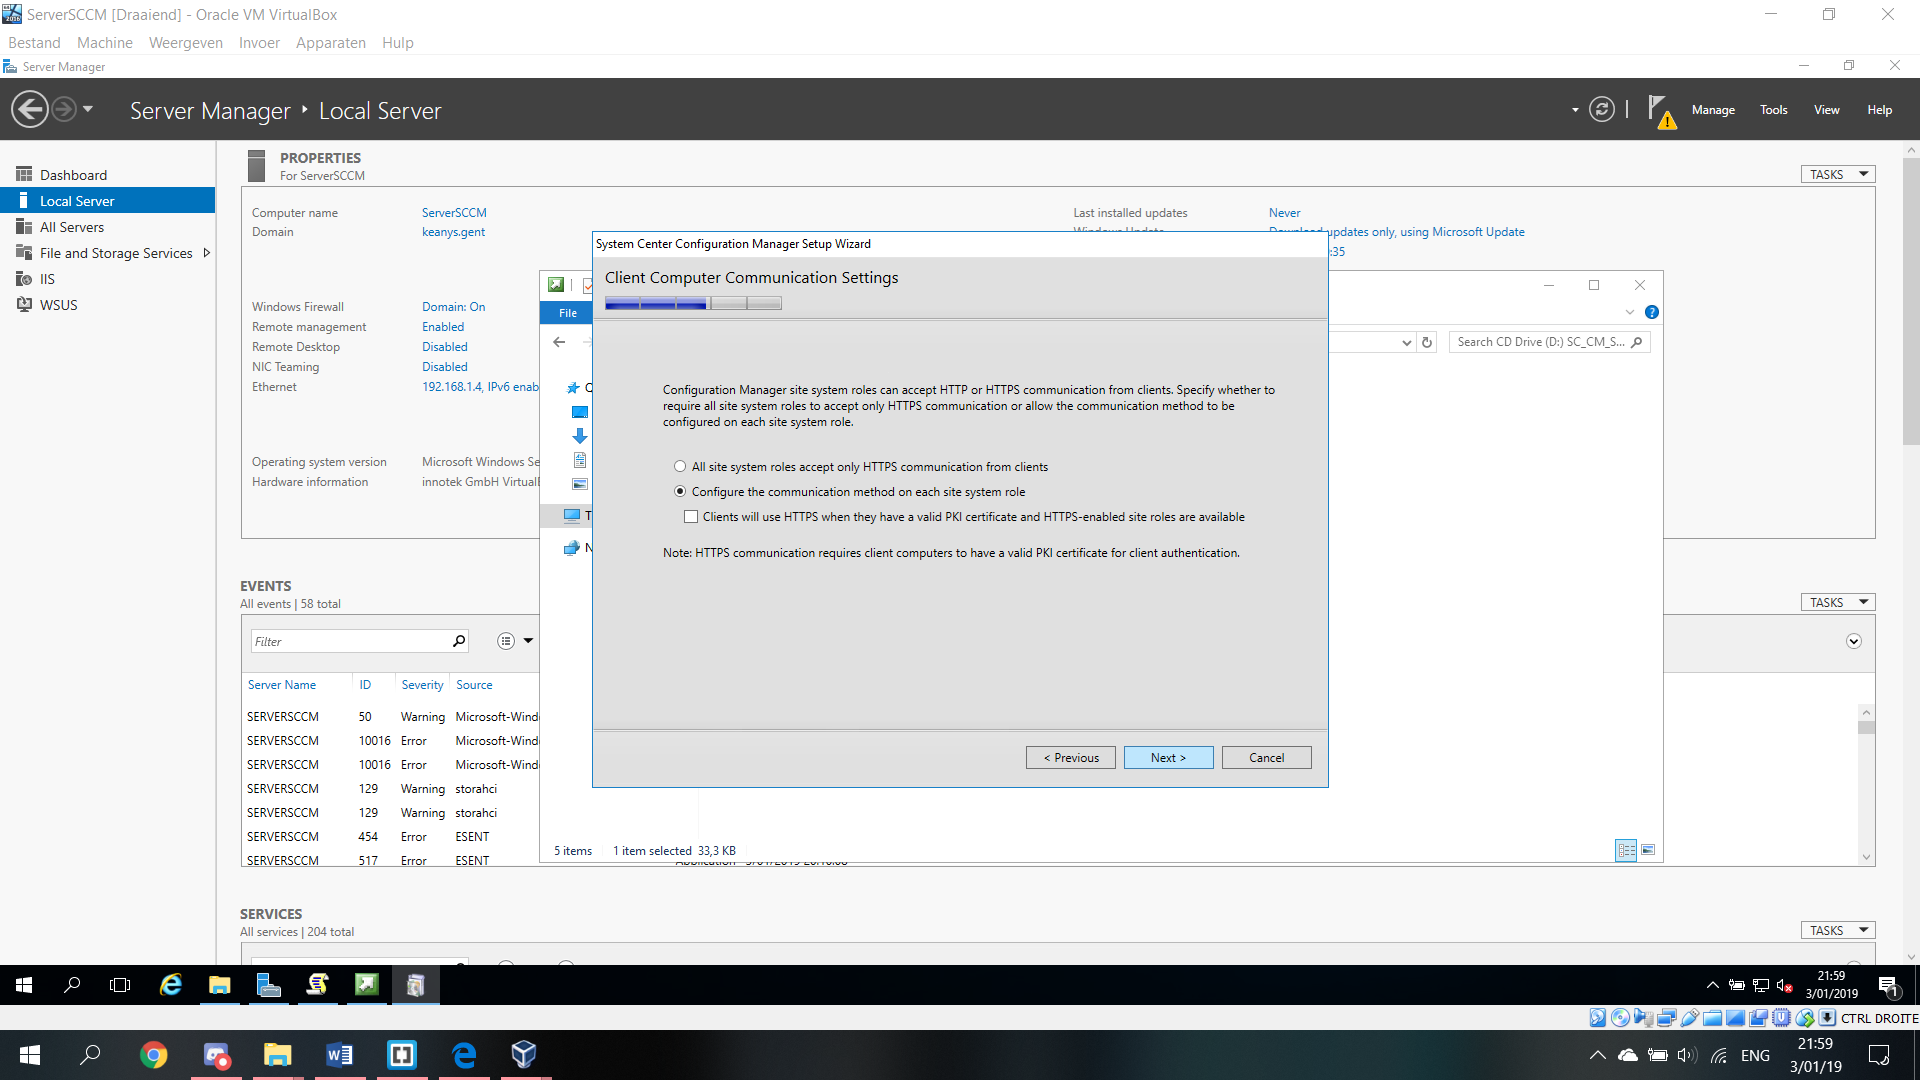 ServerSCCM [Draaiend] - Oracle VM VirtualBox
Bestand Machine Weergeven Invoer Apparaten Hulp
Server Manager
Server Manager Local Server
Manage Tools View Help
Dashboard
Local Server
All Servers
File and Storage Services
IIS
WSUS
PROPERTIES
For ServerSCCM
TASKS
Computer name ServerSCCM
Domain keanys.gent
Last installed updates Never
Windows Update Download updates only, using Microsoft Update
:35
Windows Firewall Domain: On
Remote management Enabled
Remote Desktop Disabled
NIC Teaming Disabled
Ethernet 192.168.1.4, IPv6 enab
Operating system version Microsoft Windows Se
Hardware information innotek GmbH Virtuall
File
Search CD Drive (D:) SC_CM_S...
System Center Configuration Manager Setup Wizard
Client Computer Communication Settings
Configuration Manager site system roles can accept HTTP or HTTPS communication from clients. Specify whether to
require all site system roles to accept only HTTPS communication or allow the communication method to be
configured on each site system role.
All site system roles accept only HTTPS communication from clients
Configure the communication method on each site system role
Clients will use HTTPS when they have a valid PKI certificate and HTTPS-enabled site roles are available
Note: HTTPS communication requires client computers to have a valid PKI certificate for client authentication.
< Previous Next > Cancel
5 items 1 item selected 33,3 KB
EVENTS
All events | 58 total
TASKS
Filter
Server Name ID Severity Source
SERVERSCCM 50 Warning Microsoft-Wind
SERVERSCCM 10016 Error Microsoft-Wind
SERVERSCCM 10016 Error Microsoft-Wind
SERVERSCCM 129 Warning storahci
SERVERSCCM 129 Warning storahci
SERVERSCCM 454 Error ESENT
SERVERSCCM 517 Error ESENT
SERVICES
All services | 204 total
TASKS
21:59
3/01/2019
1
CTRL DROITE
ENG
21:59
3/01/19